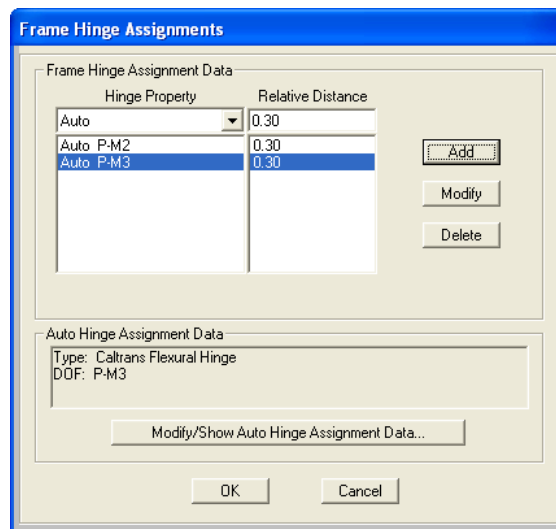 Frame Hinge Assignments
Frame Hinge Assignment Data
Hinge Property Relative Distance
Auto 0.30
Auto P-M2 0.30
Auto P-M3 0.30
Add
Modify
Delete
Auto Hinge Assignment Data
Type: Caltrans Flexural Hinge
DOF: P-M3
Modify/Show Auto Hinge Assignment Data...
OK Cancel